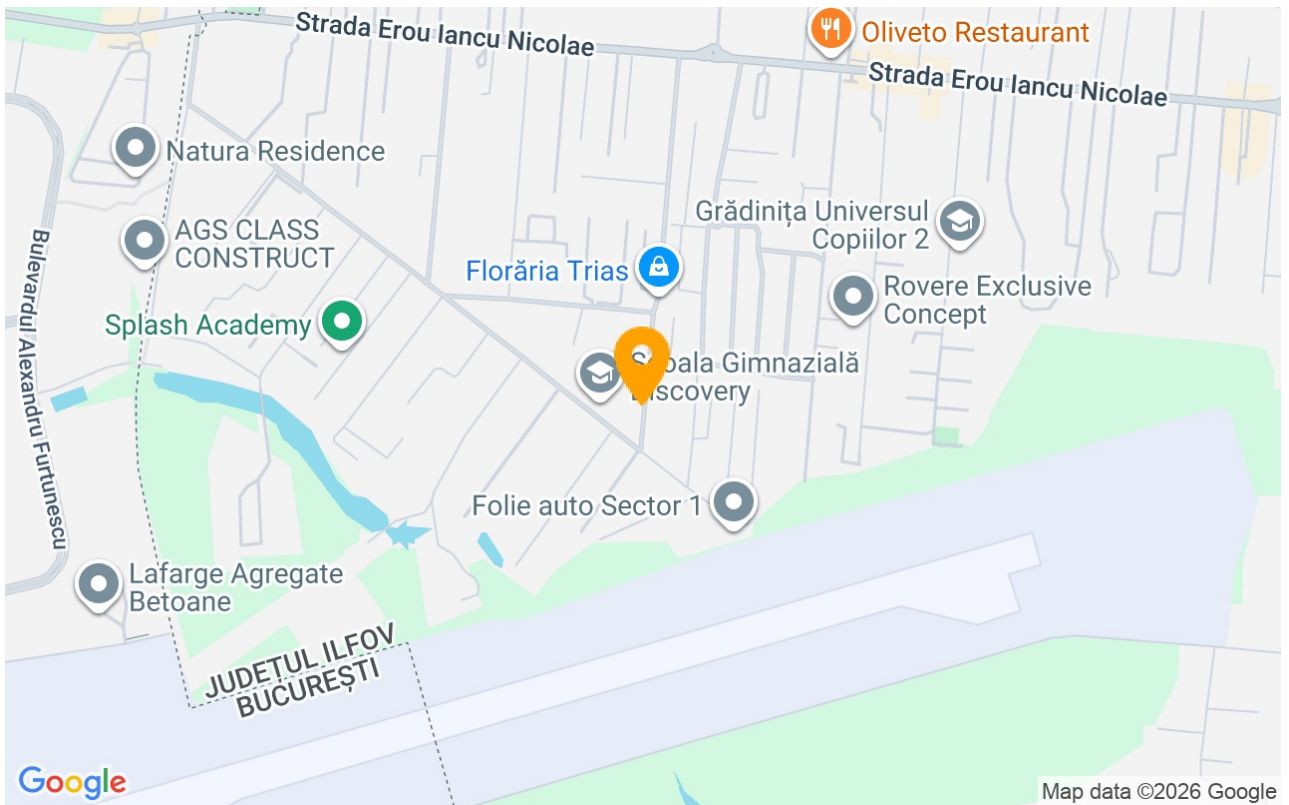 Strada Erou Iancu Nicolae
Oliveto Restaurant
Strada Erou Iancu Nicolae
Natura Residence
Grădinița Universul
Copiilor 2
AGS CLASS
CONSTRUCT
Florăria Trias
Rovere Exclusive
Concept
Splash Academy
Bulevardul Alexandru Furtunescu
Gimnazială
Folie auto Sector 1
Lafarge Agregate
Betoane
JUDEȚUL ILFOV
BUCUREȘTI
Google
Map data ©2026 Google